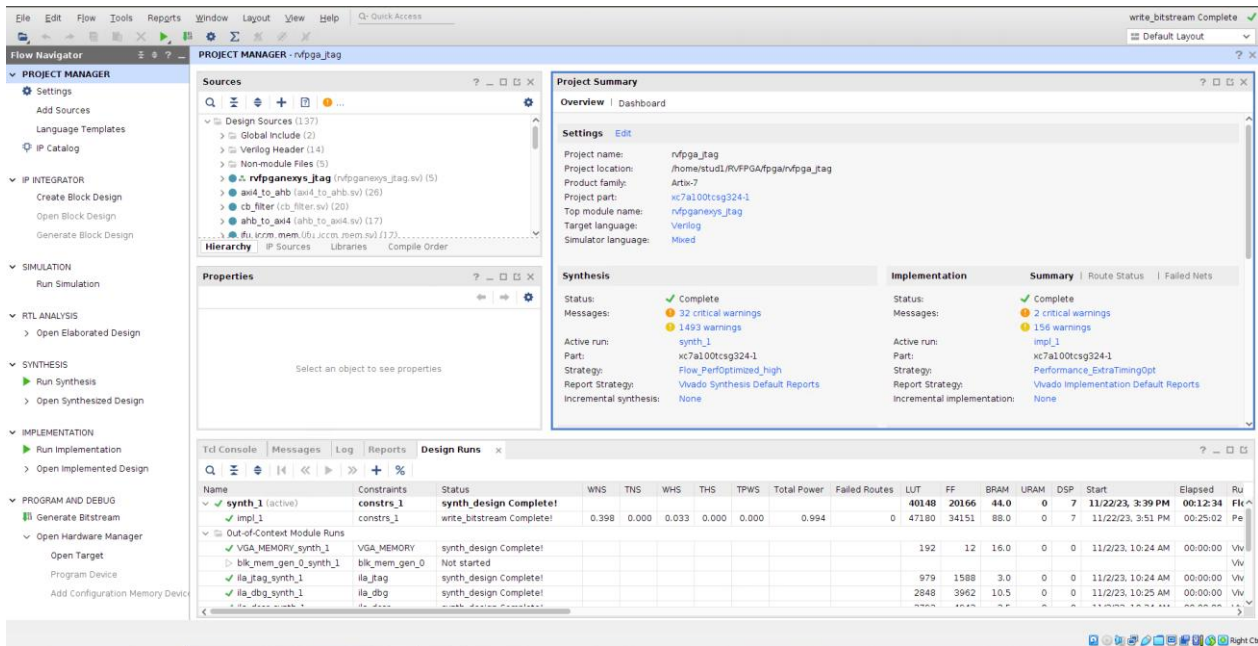 File Edit Flow Tools Reports Window Layout View Help Q- Quick Access
write_bitstream Complete
Default Layout
Flow Navigator
PROJECT MANAGER
Settings
Add Sources
Language Templates
IP Catalog
IP INTEGRATOR
Create Block Design
Open Block Design
Generate Block Design
SIMULATION
Run Simulation
RTL ANALYSIS
Open Elaborated Design
SYNTHESIS
Run Synthesis
Open Synthesized Design
IMPLEMENTATION
Run Implementation
Open Implemented Design
PROGRAM AND DEBUG
Generate Bitstream
Open Hardware Manager
Open Target
Program Device
Add Configuration Memory Device
PROJECT MANAGER - rvfpga_jtag
Sources
Design Sources (137)
Global Include (2)
Verilog Header (14)
Non-module Files (5)
rvfpganexys_jtag (rvfpganexys_jtag.sv) (5)
axi4_to_ahb (axi4_to_ahb.sv) (26)
cb_filter (cb_filter.sv) (20)
ahb_to_axi4 (ahb_to_axi4.sv) (17)
ifu_iccm_mem (ifu_iccm_mem.sv) (17)
Hierarchy IP Sources Libraries Compile Order
Properties
Select an object to see properties
Project Summary
Overview | Dashboard
Settings Edit
Project name: rvfpga_jtag
Project location: /home/stud1/RVFPGA/fpga/rvfpga_jtag
Product family: Artix-7
Project part: xc7a100tcsg324-1
Top module name: rvfpganexys_jtag
Target language: Verilog
Simulator language: Mixed
Synthesis
Status: Complete
Messages: 32 critical warnings
1493 warnings
Active run: synth_1
Part: xc7a100tcsg324-1
Strategy: Flow_PerfOptimized_high
Report Strategy: Vivado Synthesis Default Reports
Incremental synthesis: None
Implementation Summary | Route Status | Failed Nets
Status: Complete
Messages: 2 critical warnings
156 warnings
Active run: impl_1
Part: xc7a100tcsg324-1
Strategy: Performance_ExtraTimingOpt
Report Strategy: Vivado Implementation Default Reports
Incremental implementation: None
Tcl Console Messages Log Reports Design Runs
Name Constraints Status WNS TNS WHS THS TPWS Total Power Failed Routes LUT FF BRAM URAM DSP Start Elapsed Ru
synth_1 (active) constrs_1 synth_design Complete! 40148 20166 44.0 0 7 11/22/23, 3:39 PM 00:12:34 Flo
impl_1 constrs_1 write_bitstream Complete! 0.398 0.000 0.033 0.000 0.000 0.994 0 47180 34151 88.0 0 7 11/22/23, 3:51 PM 00:25:02 Pe
Out-of-Context Module Runs
VGA_MEMORY_synth_1 VGA_MEMORY synth_design Complete! 192 12 16.0 0 0 11/2/23, 10:24 AM 00:00:00 Viv
blk_mem_gen_0_synth_1 blk_mem_gen_0 Not started Viv
ila_jtag_synth_1 ila_jtag synth_design Complete! 979 1588 3.0 0 0 11/2/23, 10:24 AM 00:00:00 Viv
ila_dbg_synth_1 ila_dbg synth_design Complete! 2848 3962 10.5 0 0 11/2/23, 10:25 AM 00:00:00 Viv
Right Ct